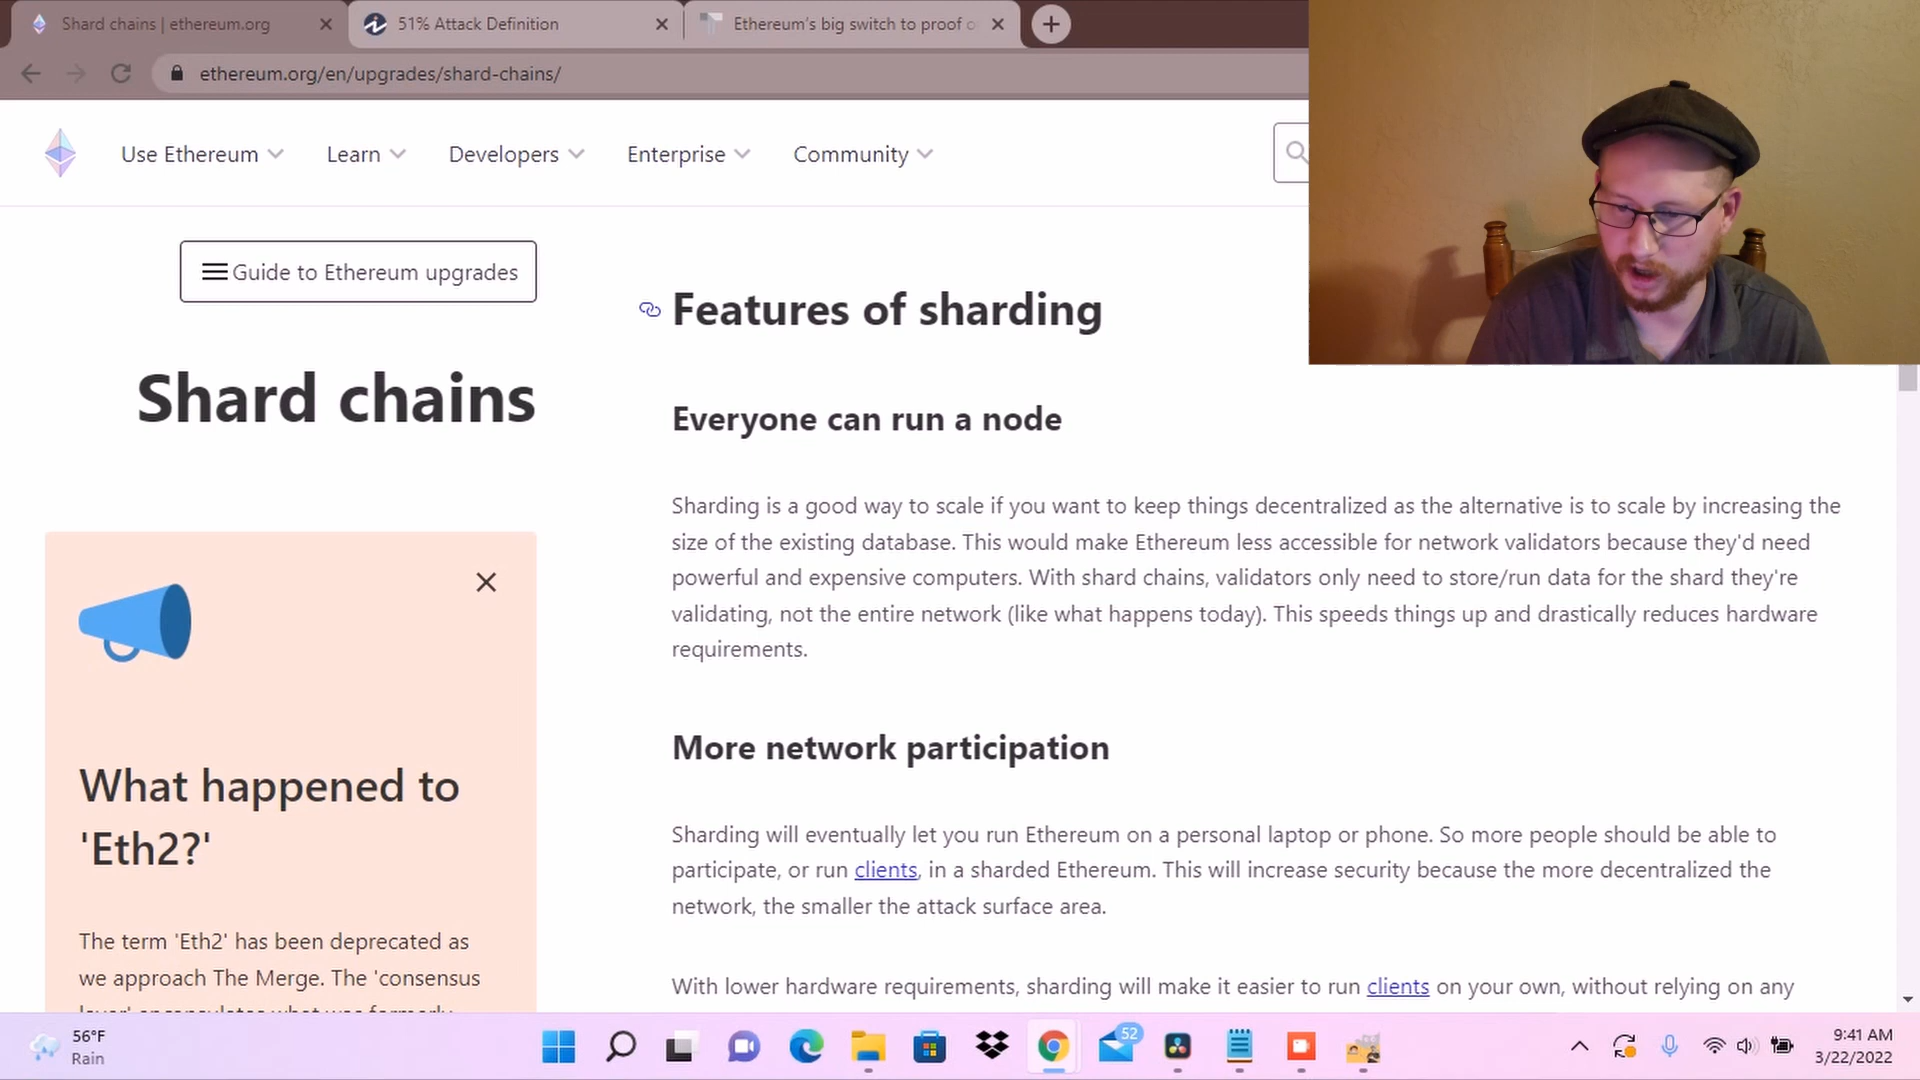 Shard chains | ethereum.org
51% Attack Definition
Ethereum's big switch to proof o
ethereum.org/en/upgrades/shard-chains/
Use Ethereum
Learn
Developers
Enterprise
Community
Guide to Ethereum upgrades
Shard chains
What happened to
'Eth2?'
The term 'Eth2' has been deprecated as
we approach The Merge. The 'consensus
layer' encapsulates what was formerly
Features of sharding
Everyone can run a node
Sharding is a good way to scale if you want to keep things decentralized as the alternative is to scale by increasing the
size of the existing database. This would make Ethereum less accessible for network validators because they'd need
powerful and expensive computers. With shard chains, validators only need to store/run data for the shard they're
validating, not the entire network (like what happens today). This speeds things up and drastically reduces hardware
requirements.
More network participation
Sharding will eventually let you run Ethereum on a personal laptop or phone. So more people should be able to
participate, or run clients, in a sharded Ethereum. This will increase security because the more decentralized the
network, the smaller the attack surface area.
With lower hardware requirements, sharding will make it easier to run clients on your own, without relying on any
56°F
Rain
52
9:41 AM
3/22/2022